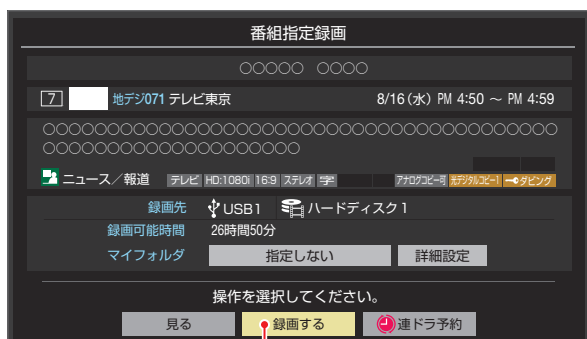 番組指定録画
○○○○○ ○○○○
7 地デジ071 テレビ東京 8/16(水) PM 4:50 ～ PM 4:59
○○○○○○○○○○○○○○○○○○○○○○○○○○○○○○○○○○○○○○○○
○○○○○○○○○○○○○○○○○○○○
ニュース／報道 テレビ HD:1080i 16:9 ステレオ 字 アナログコピー可 光デジタルコピー1 ダビング
録画先 USB1 ハードディスク1
録画可能時間 26時間50分
マイフォルダ 指定しない 詳細設定
操作を選択してください。
見る 録画する 連ドラ予約